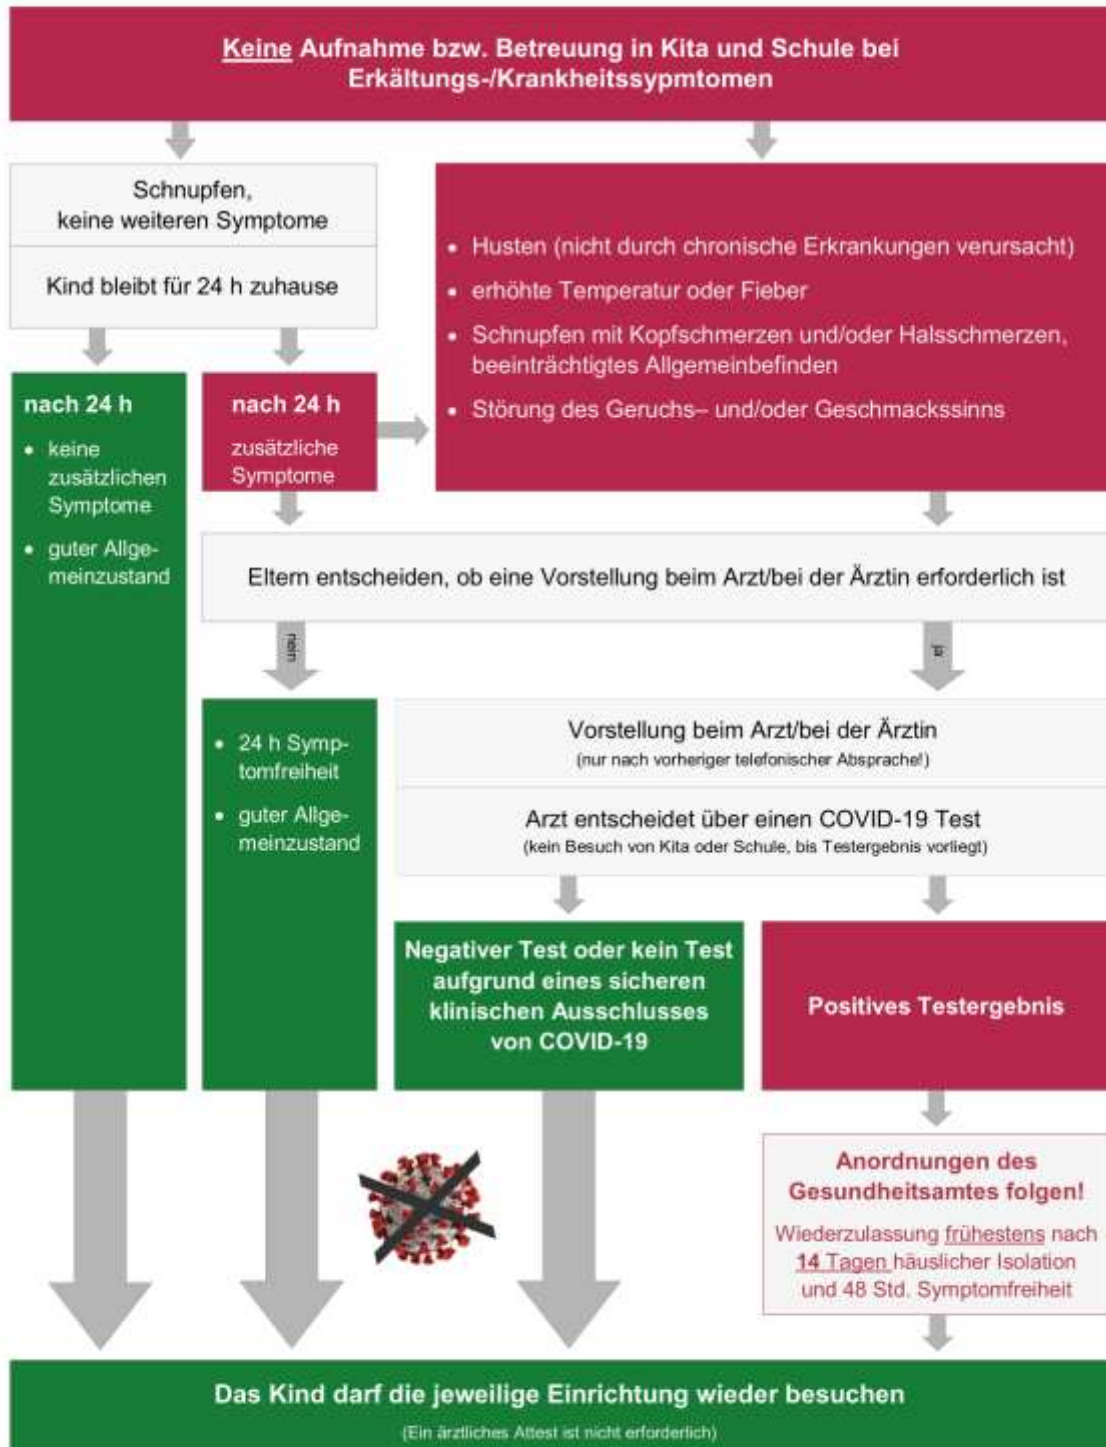 Keine Aufnahme bzw. Betreuung in Kita und Schule bei
Erkältungs-/Krankheitssypmtomen
Schnupfen,
keine weiteren Symptome
Kind bleibt für 24 h zuhause
• Husten (nicht durch chronische Erkrankungen verursacht)
• erhöhte Temperatur oder Fieber
• Schnupfen mit Kopfschmerzen und/oder Halsschmerzen,
beeinträchtigtes Allgemeinbefinden
• Störung des Geruchs– und/oder Geschmackssinns
nach 24 h
• keine
zusätzlichen
Symptome
• guter Allge-
meinzustand
nach 24 h
zusätzliche
Symptome
Eltern entscheiden, ob eine Vorstellung beim Arzt/bei der Ärztin erforderlich ist
nein
ja
• 24 h Symp-
tomfreiheit
• guter Allge-
meinzustand
Vorstellung beim Arzt/bei der Ärztin
(nur nach vorheriger telefonischer Absprache!)
Arzt entscheidet über einen COVID-19 Test
(kein Besuch von Kita oder Schule, bis Testergebnis vorliegt)
Negativer Test oder kein Test
aufgrund eines sicheren
klinischen Ausschlusses
von COVID-19
Positives Testergebnis
Anordnungen des
Gesundheitsamtes folgen!
Wiederzulassung frühestens nach
14 Tagen häuslicher Isolation
und 48 Std. Symptomfreiheit
Das Kind darf die jeweilige Einrichtung wieder besuchen
(Ein ärztliches Attest ist nicht erforderlich)